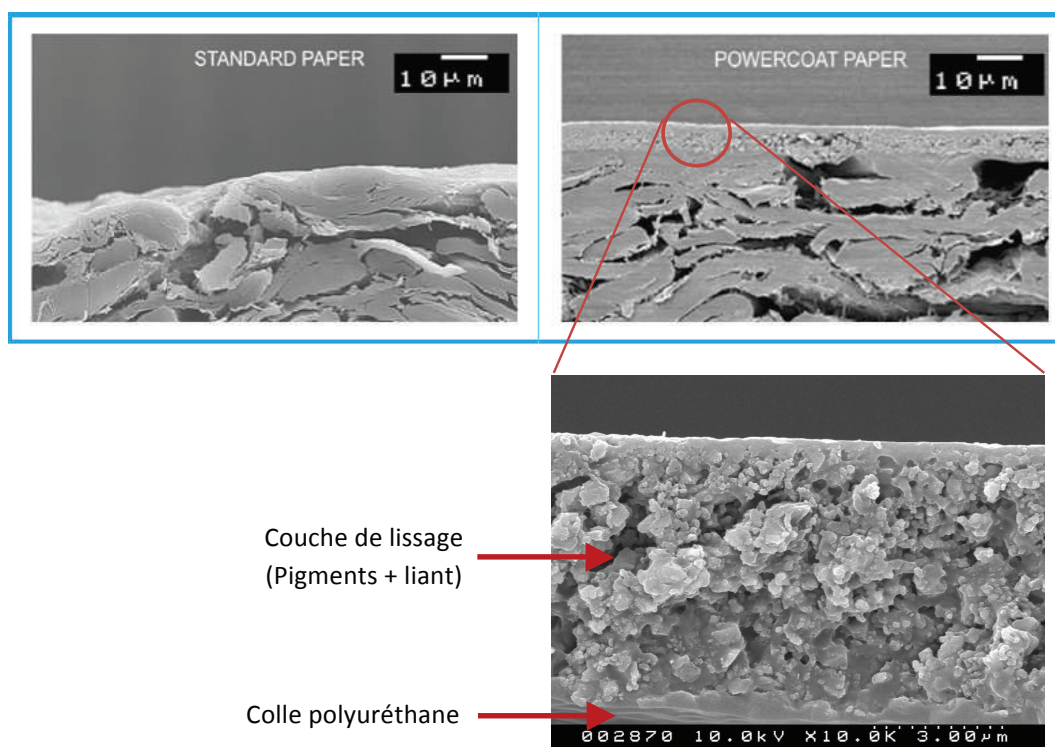 STANDARD PAPER
10µm
POWERCOAT PAPER
10µm
Couche de lissage
(Pigments + liant)
Colle polyuréthane
002870 10.0kV X10.0K 3.00µm